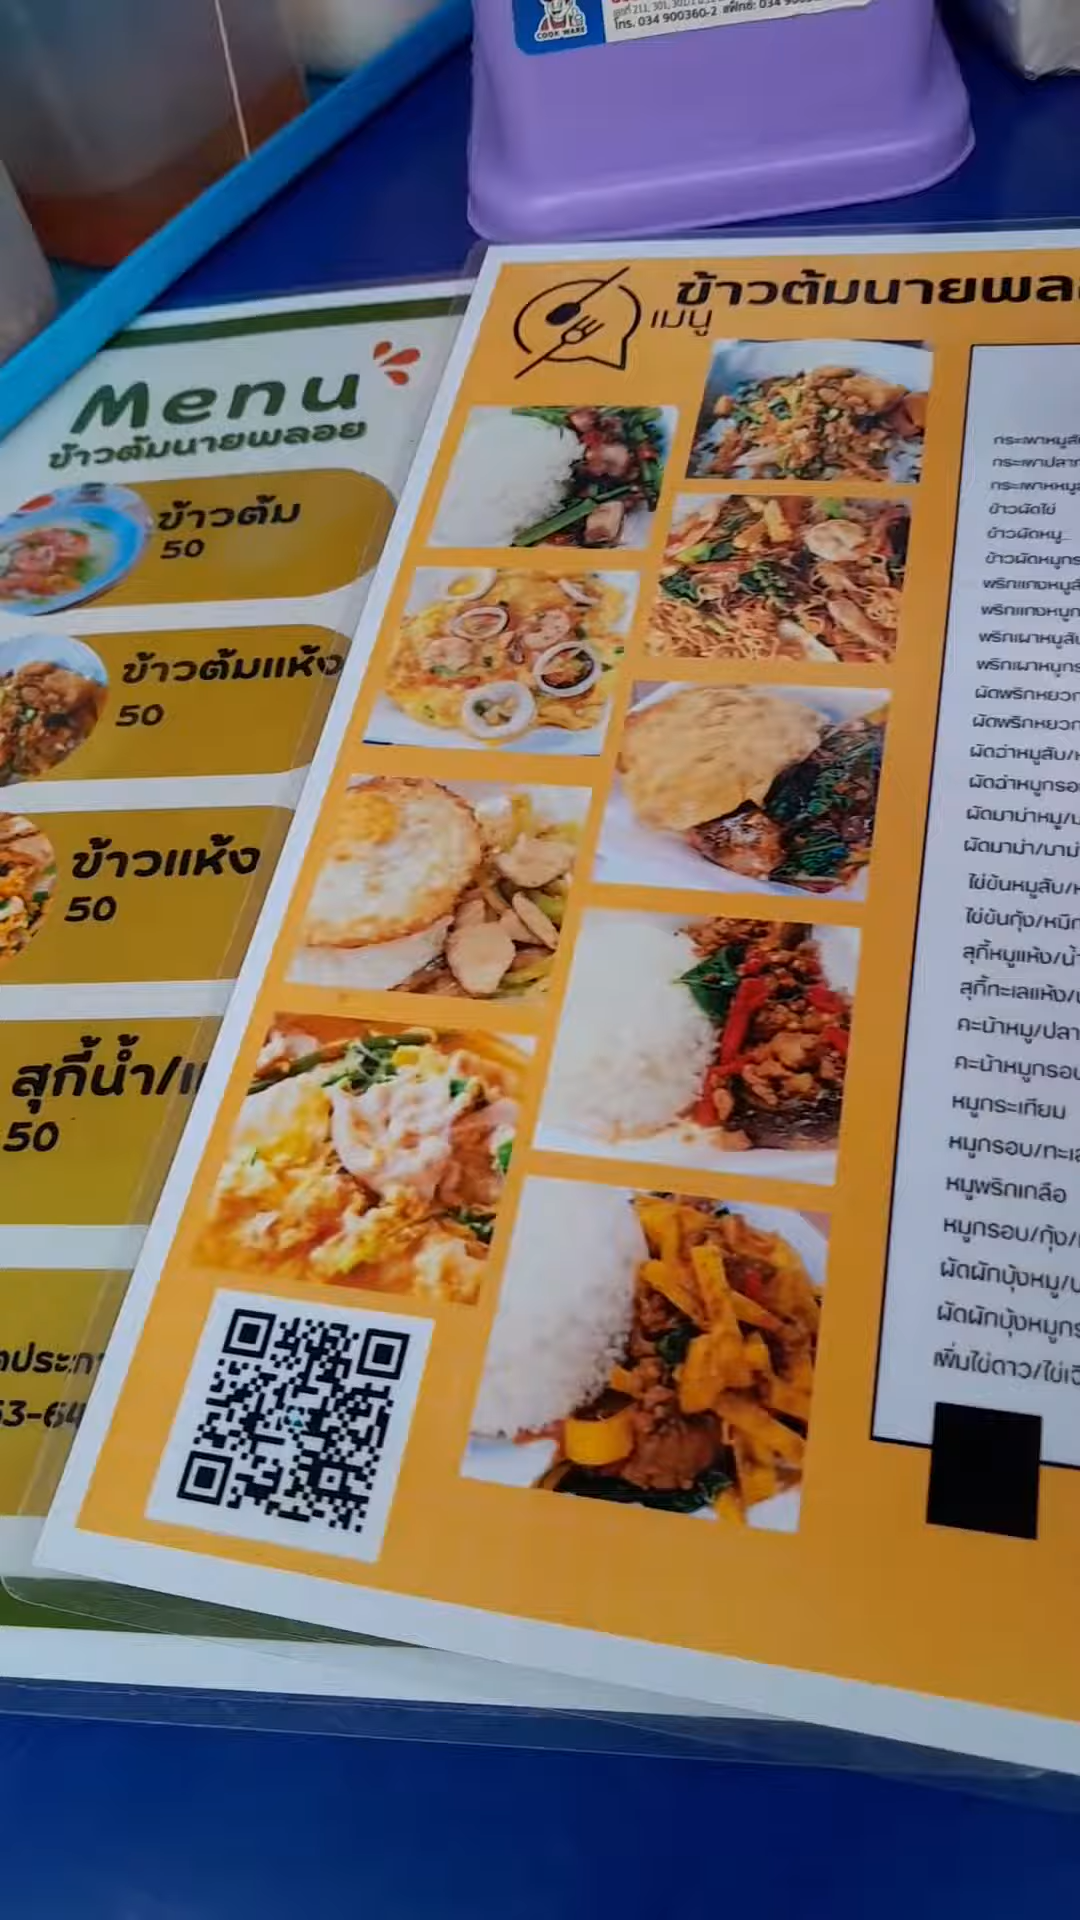 COOK WARE
โทร. 034 900360-2 แฟ็กซ์: 034
Menu
ข้าวต้มนายพลอย
ข้าวต้ม
50
ข้าวต้มแห้ง
50
ข้าวแห้ง
50
สุกี้น้ำ/
50
ข้าวต้มนายพล
เมนู
กระเพาหมูสั
กระเพาปลา
กระเพาหหมู
ข้าวผัดไข่
ข้าวผัดหมู
ข้าวผัดหมูกร
พริกแกงหมูสั
พริกแกงหมูก
พริกเผาหมูสับ
พริกเผาหมูกร
ผัดพริกหยวก
ผัดพริกหยวก
ผัดฉ่าหมูสับ/
ผัดฉ่าหมูกรอ
ผัดมาม่าหมู/
ผัดมาม่า/มาม่
ไข่ข้นหมูสับ/
ไข่ข้นกุ้ง/หมึก
สุกี้หมูแห้ง/น้ำ
สุกี้ทะเลแห้ง/
คะน้าหมู/ปลา
คะน้าหมูกรอบ
หมูกระเทียม
หมูกรอบ/ทะเล
หมูพริกเกลือ
หมูกรอบ/กุ้ง/
ผัดผักบุ้งหมู/
ผัดผักบุ้งหมูกร
เพิ่มไข่ดาว/ไข่เจี